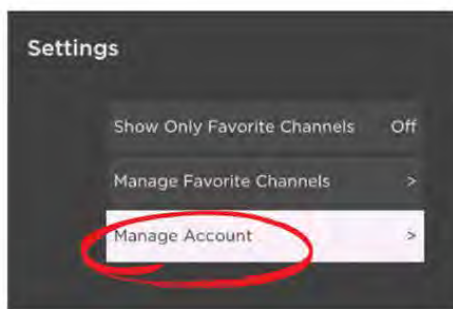 Settings
Show Only Favorite Channels Off
Manage Favorite Channels >
Manage Account >